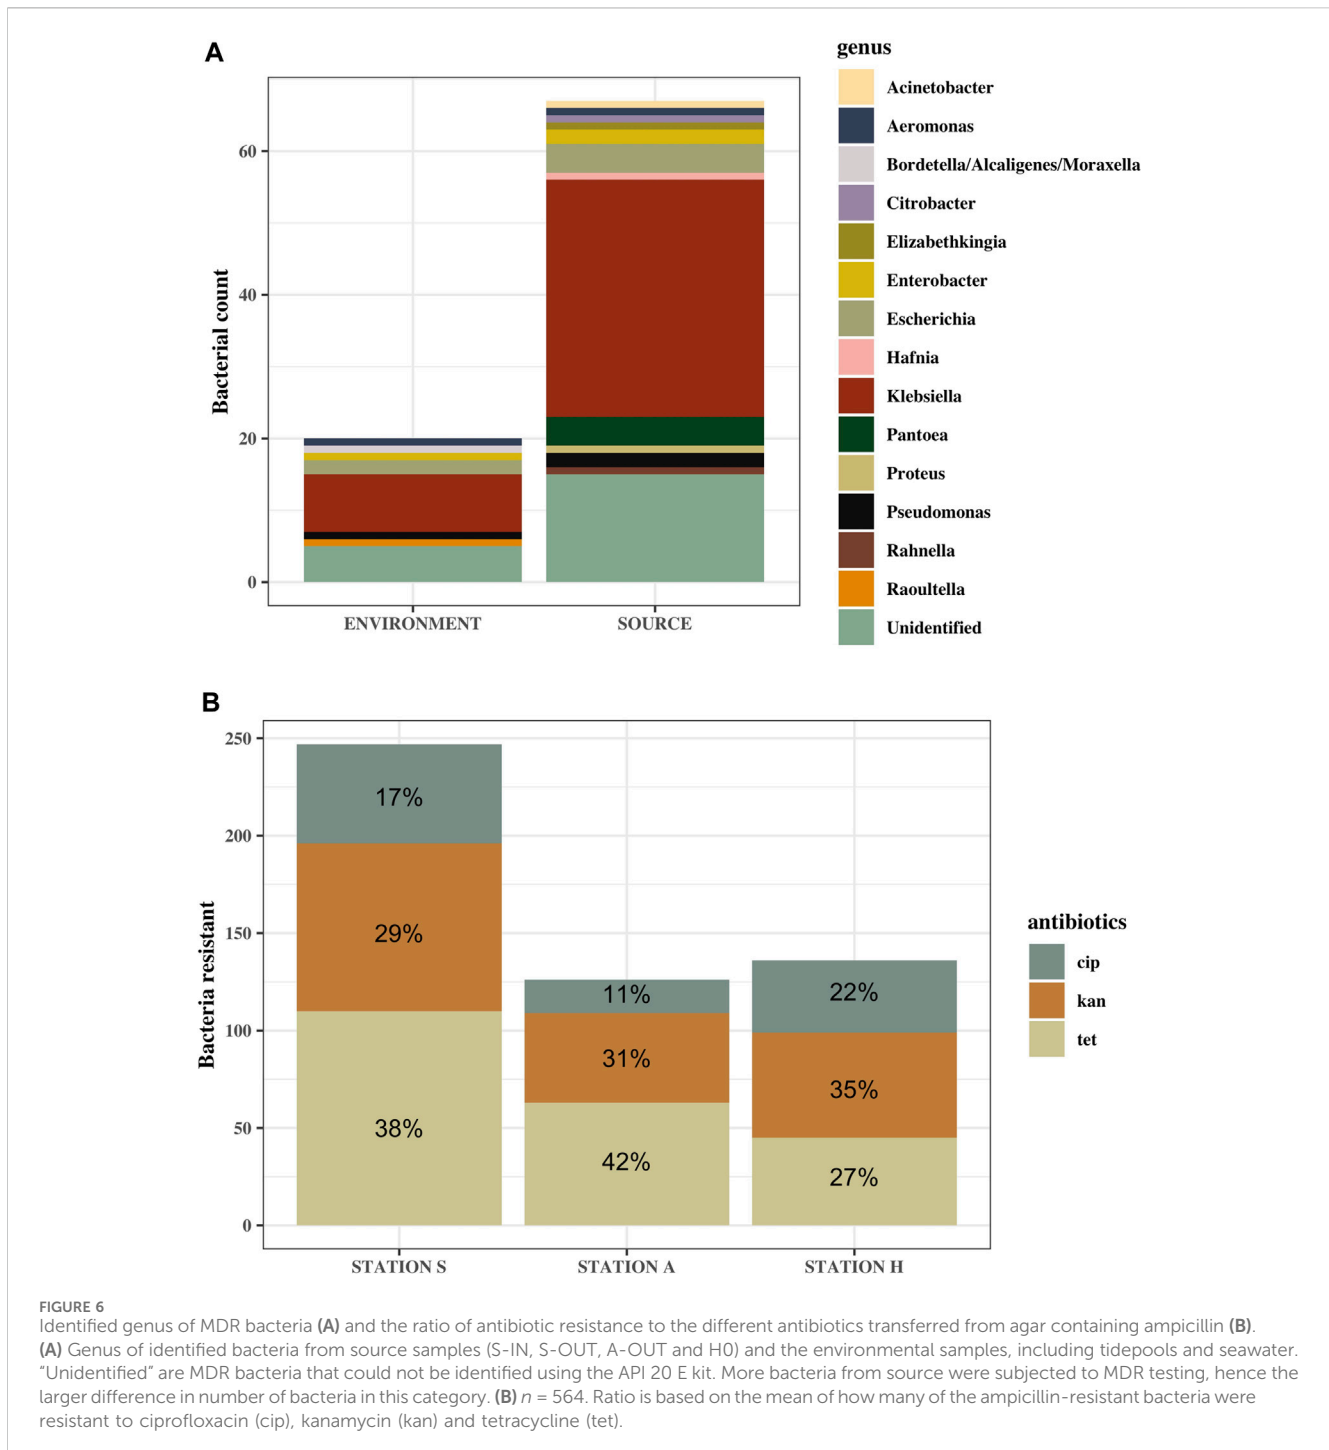 A
genus
Acinetobacter
Aeromonas
Bordetella/Alcaligenes/Moraxella
Citrobacter
Elizabethkingia
Enterobacter
Escherichia
Hafnia
Klebsiella
Pantoea
Proteus
Pseudomonas
Rahnella
Raoultella
Unidentified
Bacterial count
60
40
20
0
ENVIRONMENT
SOURCE
B
Bacteria resistant
250
200
150
100
50
0
17%
29%
38%
11%
31%
42%
22%
35%
27%
STATION S
STATION A
STATION H
antibiotics
cip
kan
tet
FIGURE 6
Identified genus of MDR bacteria (A) and the ratio of antibiotic resistance to the different antibiotics transferred from agar containing ampicillin (B).
(A) Genus of identified bacteria from source samples (S-IN, S-OUT, A-OUT and H0) and the environmental samples, including tidepools and seawater.
“Unidentified” are MDR bacteria that could not be identified using the API 20 E kit. More bacteria from source were subjected to MDR testing, hence the
larger difference in number of bacteria in this category. (B) n = 564. Ratio is based on the mean of how many of the ampicillin-resistant bacteria were
resistant to ciprofloxacin (cip), kanamycin (kan) and tetracycline (tet).